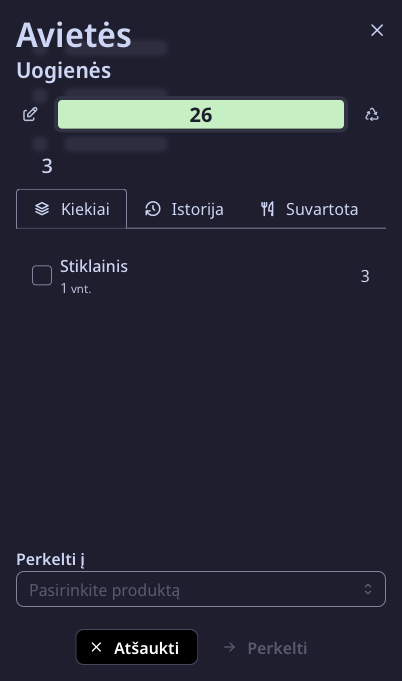 Avietės
Uogienės
26
3
Kiekiai Istorija Suvartota
Stiklainis 3
1 vnt.
Perkelti į
Pasirinkite produktą
Atšaukti Perkelti